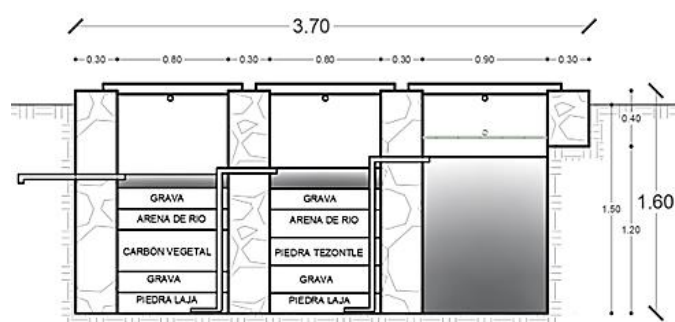 3.70
0.30 0.80 0.30 0.80 0.30 0.90 0.30
0.40
1.50 1.20 1.60
GRAVA GRAVA
ARENA DE RIO ARENA DE RIO
CARBÓN VEGETAL PIEDRA TEZONTLE
GRAVA GRAVA
PIEDRA LAJA PIEDRA LAJA